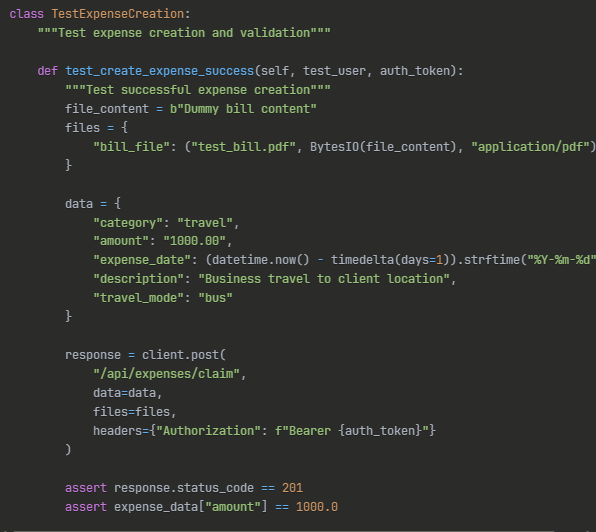 class TestExpenseCreation:
    """Test expense creation and validation"""

    def test_create_expense_success(self, test_user, auth_token):
        """Test successful expense creation"""
        file_content = b"Dummy bill content"
        files = {
            "bill_file": ("test_bill.pdf", BytesIO(file_content), "application/pdf")
        }

        data = {
            "category": "travel",
            "amount": "1000.00",
            "expense_date": (datetime.now() - timedelta(days=1)).strftime("%Y-%m-%d"
            "description": "Business travel to client location",
            "travel_mode": "bus"
        }

        response = client.post(
            "/api/expenses/claim",
            data=data,
            files=files,
            headers={"Authorization": f"Bearer {auth_token}"}
        )

        assert response.status_code == 201
        assert expense_data["amount"] == 1000.0